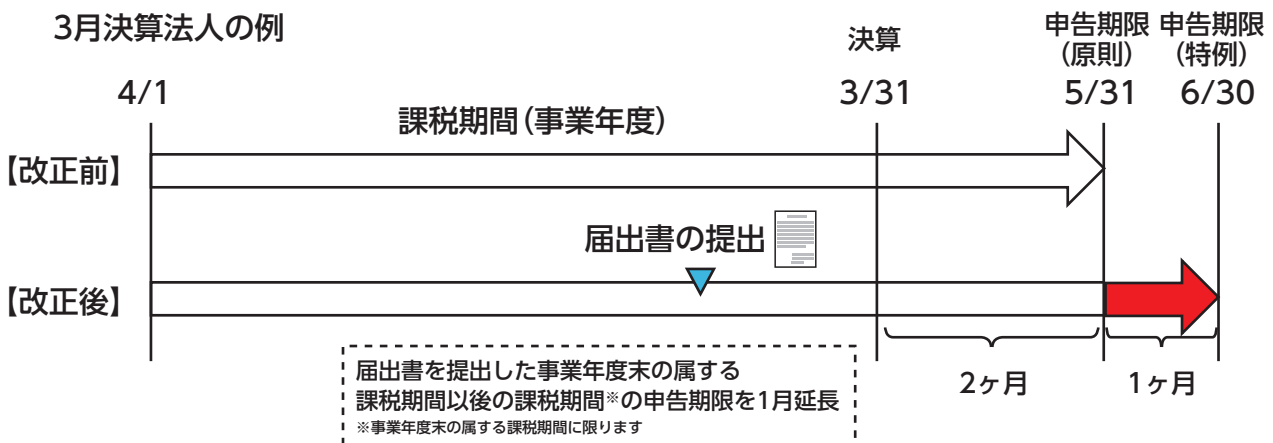 3月決算法人の例
決算
申告期限
(原則)
申告期限
(特例)
4/1
3/31
5/31
6/30
課税期間(事業年度)
【改正前】
届出書の提出
【改正後】
届出書を提出した事業年度末の属する
課税期間以後の課税期間※の申告期限を1月延長
※事業年度末の属する課税期間に限ります
2ヶ月
1ヶ月